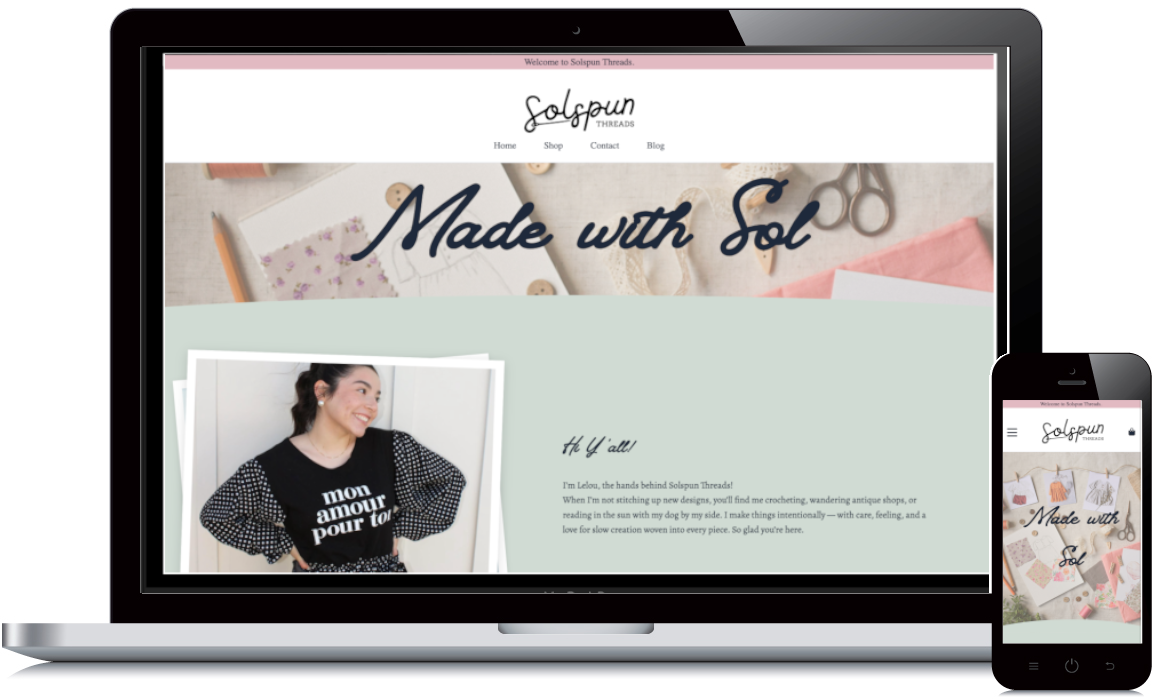 Welcome to Solspun Threads.
Solspun
THREADS
Home Shop Contact Blog
Made with Sol
mon
amour
pour toi
Hi Y'all!
I'm Lelou, the hands behind Solspun Threads!
When I'm not stitching up new designs, you'll find me crocheting, wandering antique shops, or
reading in the sun with my dog by my side. I make things intentionally — with care, feeling, and a
love for slow creation woven into every piece. So glad you're here.
Welcome to Solspun Threads.
Solspun
THREADS
Made with
Sol